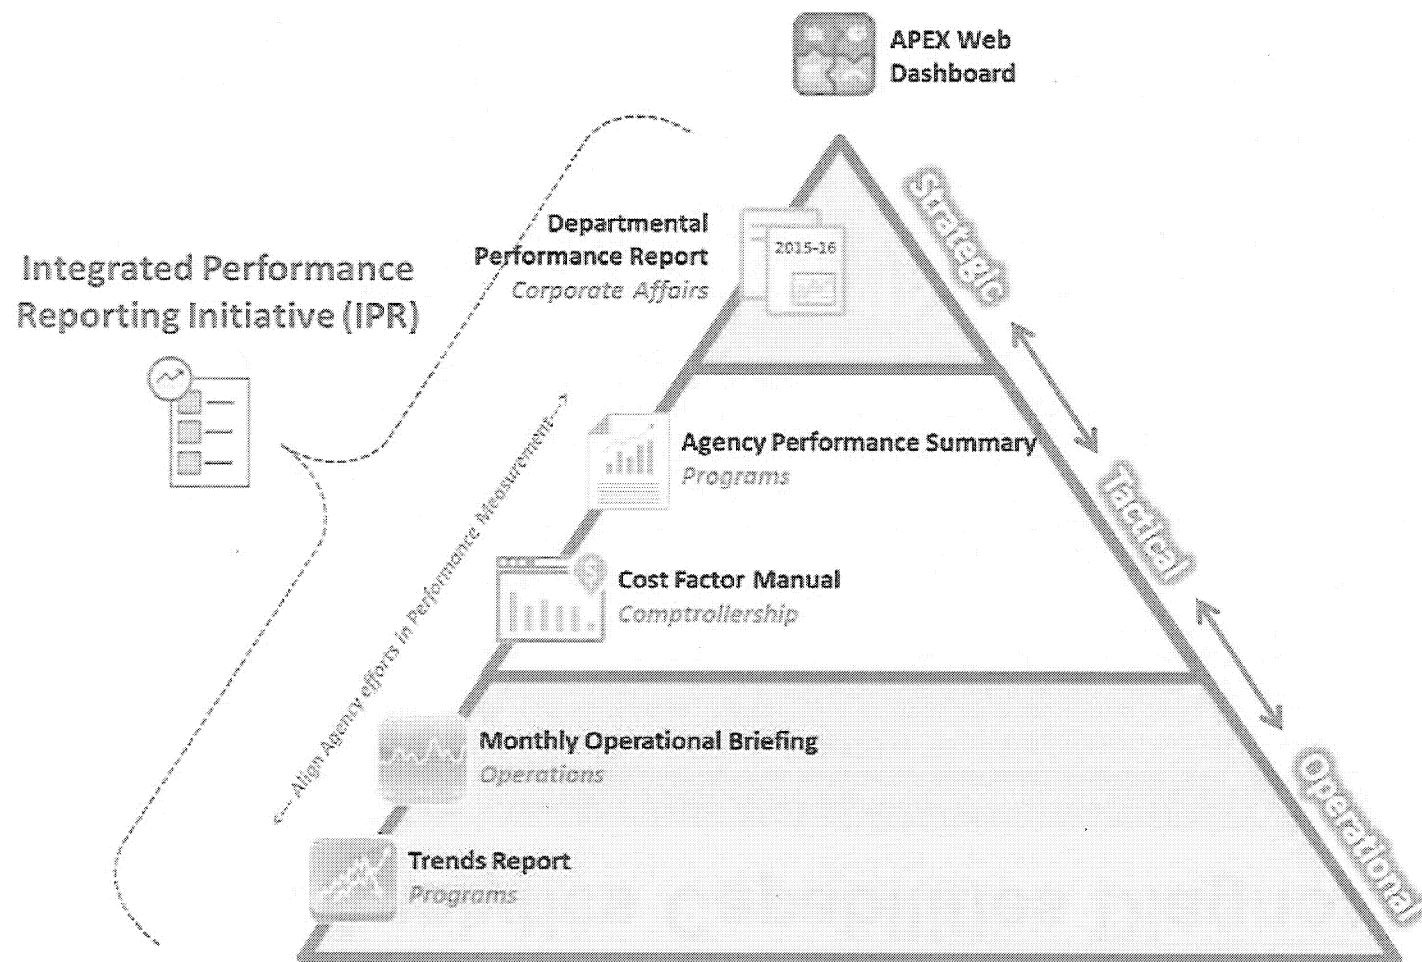 APEX Web
Dashboard
Strategic
Departmental
Performance Report
Corporate Affairs
2015-16
Integrated Performance
Reporting Initiative (IPR)
Agency Performance Summary
Programs
Tactical
Cost Factor Manual
Comptrollership
Align Agency efforts in Performance Measurement
Monthly Operational Briefing
Operations
Operational
Trends Report
Programs